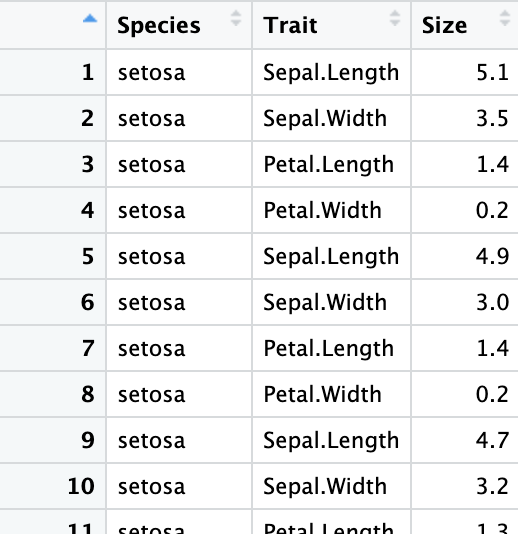 Species Trait Size
1 setosa Sepal.Length 5.1
2 setosa Sepal.Width 3.5
3 setosa Petal.Length 1.4
4 setosa Petal.Width 0.2
5 setosa Sepal.Length 4.9
6 setosa Sepal.Width 3.0
7 setosa Petal.Length 1.4
8 setosa Petal.Width 0.2
9 setosa Sepal.Length 4.7
10 setosa Sepal.Width 3.2
11 setosa Petal.Length 1.3